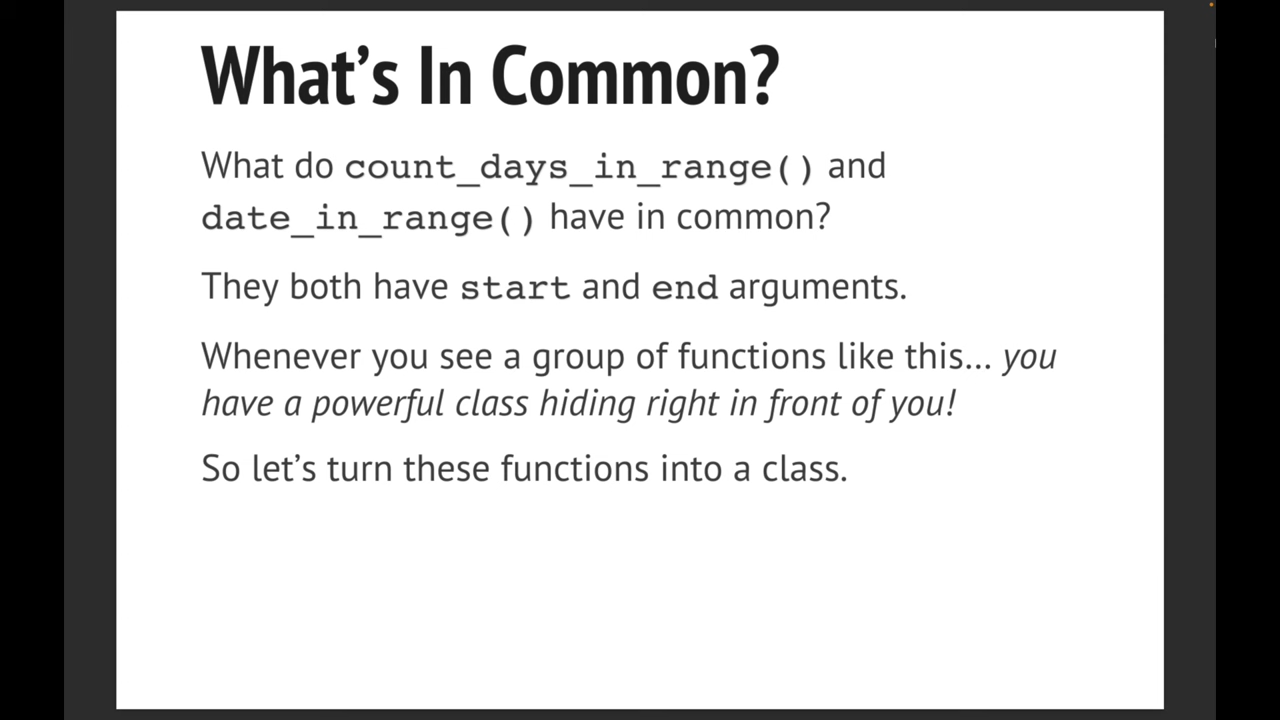 What’s In Common?
What do count_days_in_range() and
date_in_range() have in common?
They both have start and end arguments.
Whenever you see a group of functions like this… you
have a powerful class hiding right in front of you!
So let’s turn these functions into a class.